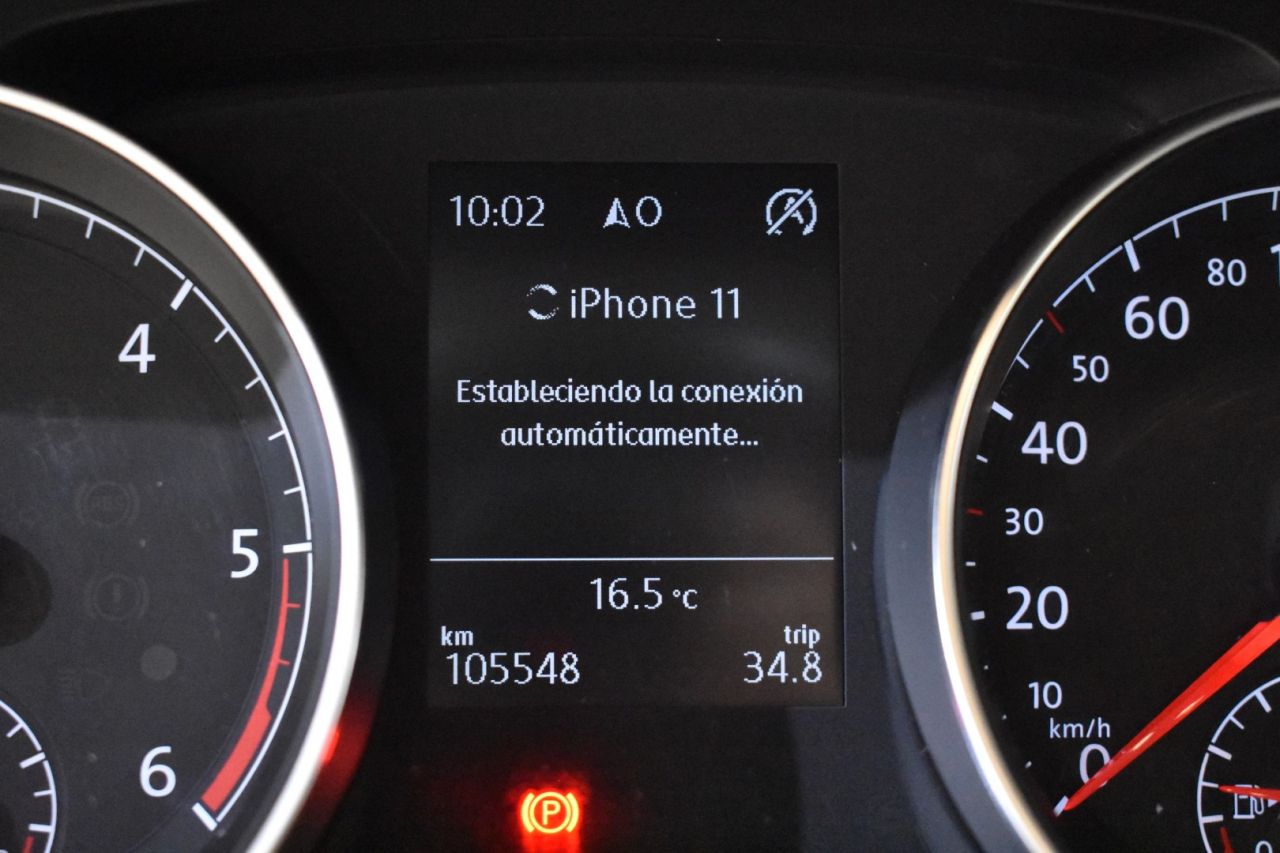 10:02 O
iPhone 11
Estableciendo la conexión
automáticamente...
16.5 °C
km trip
105548 34.8
4
5
6
80
60
50
40
30
20
10
km/h
0
P
0